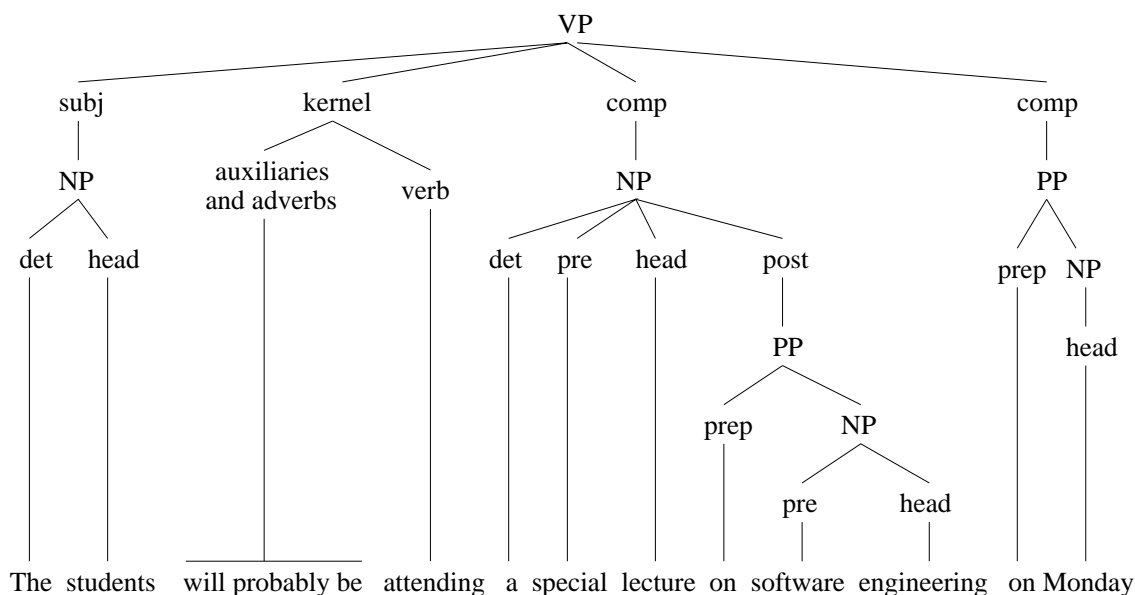 VP
subj kernel comp comp
NP auxiliaries and adverbs verb NP PP
det head det pre head post prep NP
PP head
prep NP
pre head
The students will probably be attending a special lecture on software engineering on Monday